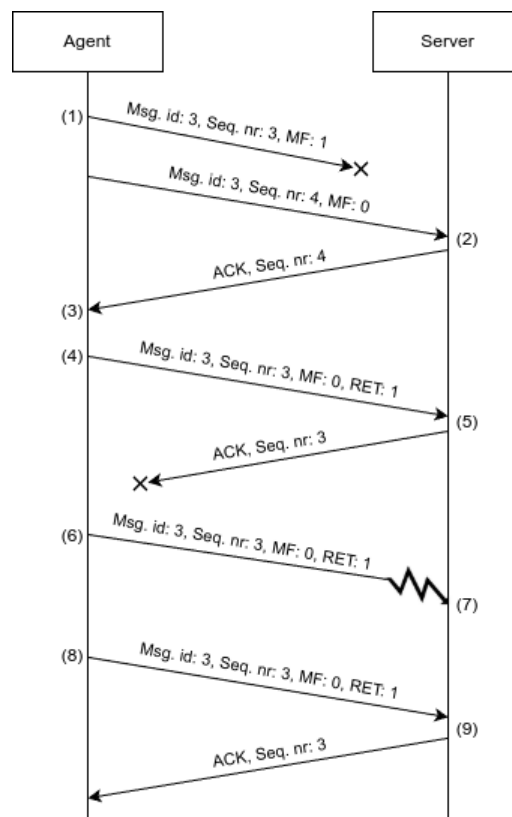 Agent
Server
(1)
Msg. id: 3, Seq. nr: 3, MF: 1
Msg. id: 3, Seq. nr: 4, MF: 0
(2)
ACK, Seq. nr: 4
(3)
(4)
Msg. id: 3, Seq. nr: 3, MF: 0, RET: 1
(5)
ACK, Seq. nr: 3
(6)
Msg. id: 3, Seq. nr: 3, MF: 0, RET: 1
(7)
(8)
Msg. id: 3, Seq. nr: 3, MF: 0, RET: 1
(9)
ACK, Seq. nr: 3